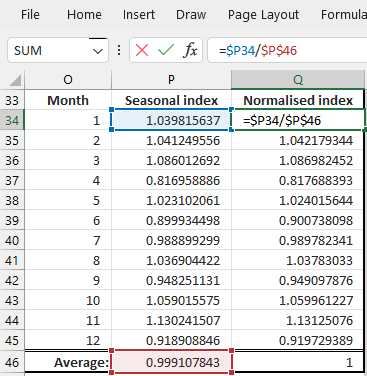 File Home Insert Draw Page Layout Formula
SUM =$P34/$P$46
O P Q
33 Month Seasonal index Normalised index
34 1 1.039815637 =$P34/$P$46
35 2 1.041249556 1.042179344
36 3 1.086012692 1.086982452
37 4 0.816958886 0.817688393
38 5 1.023102061 1.024015644
39 6 0.899934498 0.900738098
40 7 0.988899299 0.989782341
41 8 1.036904422 1.03783033
42 9 0.948251131 0.949097876
43 10 1.059015575 1.059961227
44 11 1.130241507 1.13125076
45 12 0.918908846 0.919729389
46 Average: 0.999107843 1